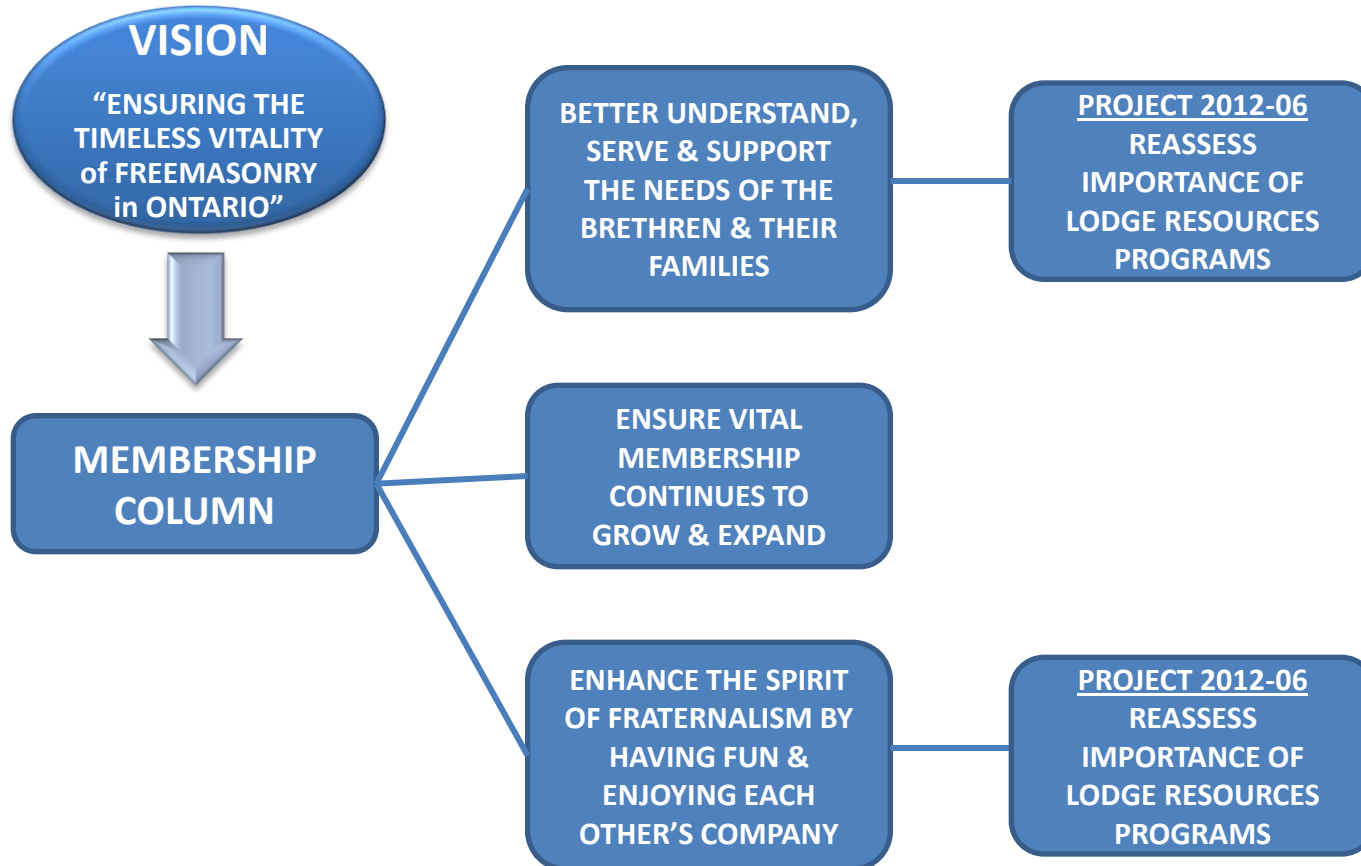 VISION
“ENSURING THE
TIMELESS VITALITY
of FREEMASONRY
in ONTARIO”
MEMBERSHIP
COLUMN
BETTER UNDERSTAND,
SERVE & SUPPORT
THE NEEDS OF THE
BRETHREN & THEIR
FAMILIES
PROJECT 2012-06
REASSESS
IMPORTANCE OF
LODGE RESOURCES
PROGRAMS
ENSURE VITAL
MEMBERSHIP
CONTINUES TO
GROW & EXPAND
ENHANCE THE SPIRIT
OF FRATERNALISM BY
HAVING FUN &
ENJOYING EACH
OTHER’S COMPANY
PROJECT 2012-06
REASSESS
IMPORTANCE OF
LODGE RESOURCES
PROGRAMS